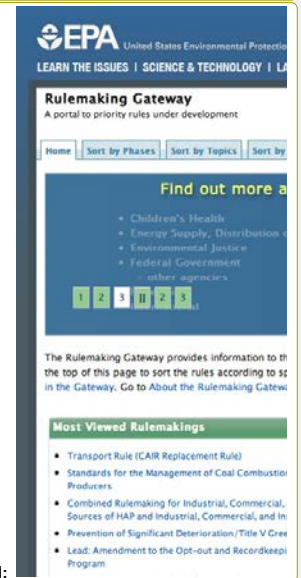 EPA United States Environmental Protectio
LEARN THE ISSUES | SCIENCE & TECHNOLOGY | LA
Rulemaking Gateway
A portal to priority rules under development
Home Sort by Phases Sort by Topics Sort by
Find out more a
• Children's Health
• Energy Supply, Distribution o
• Environmental Justice
• Federal Government
- other agencies
1 2 3 || 2 3
The Rulemaking Gateway provides information to th
the top of this page to sort the rules according to sp
in the Gateway. Go to About the Rulemaking Gatewa
Most Viewed Rulemakings
• Transport Rule (CAIR Replacement Rule)
• Standards for the Management of Coal Combustio
Producers
• Combined Rulemaking for Industrial, Commercial,
Sources of HAP and Industrial, Commercial, and In
• Prevention of Significant Deterioration/Title V Gree
• Lead; Amendment to the Opt-out and Recordkeepi
Program